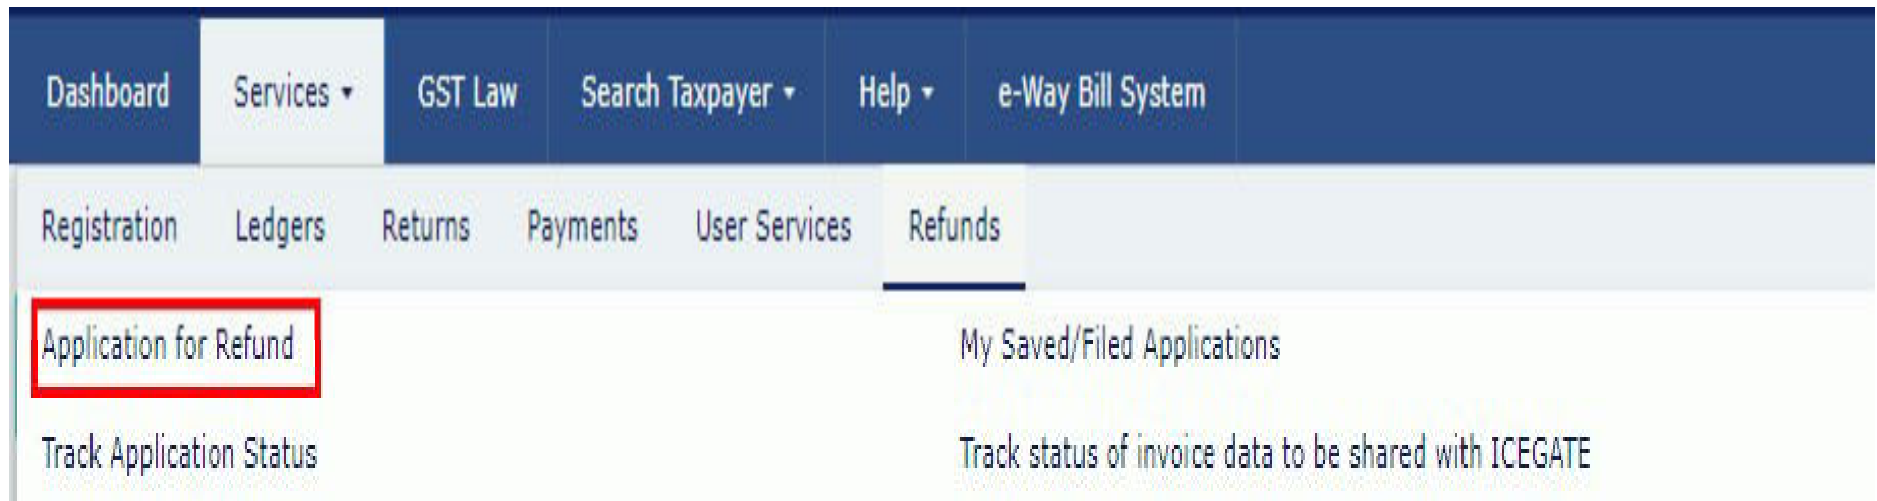 Dashboard Services GST Law Search Taxpayer Help e-Way Bill System
Registration Ledgers Returns Payments User Services Refunds
Application for Refund My Saved/Filed Applications
Track Application Status Track status of invoice data to be shared with ICEGATE